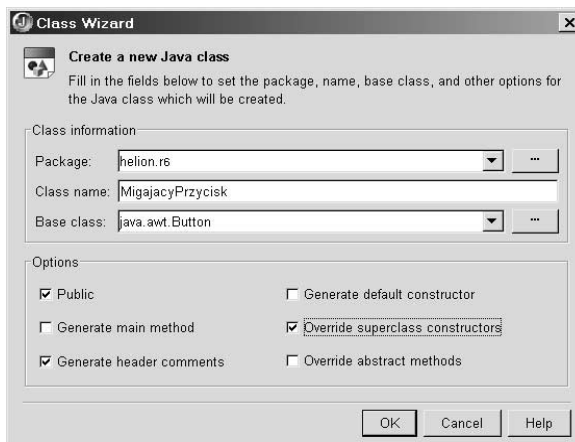 Class Wizard
Create a new Java class
Fill in the fields below to set the package, name, base class, and other options for
the Java class which will be created.
Class information
Package: helion.r6 ...
Class name: MigajacyPrzycisk
Base class: java.awt.Button ...
Options
Public Generate default constructor
Generate main method Override superclass constructors
Generate header comments Override abstract methods
OK Cancel Help